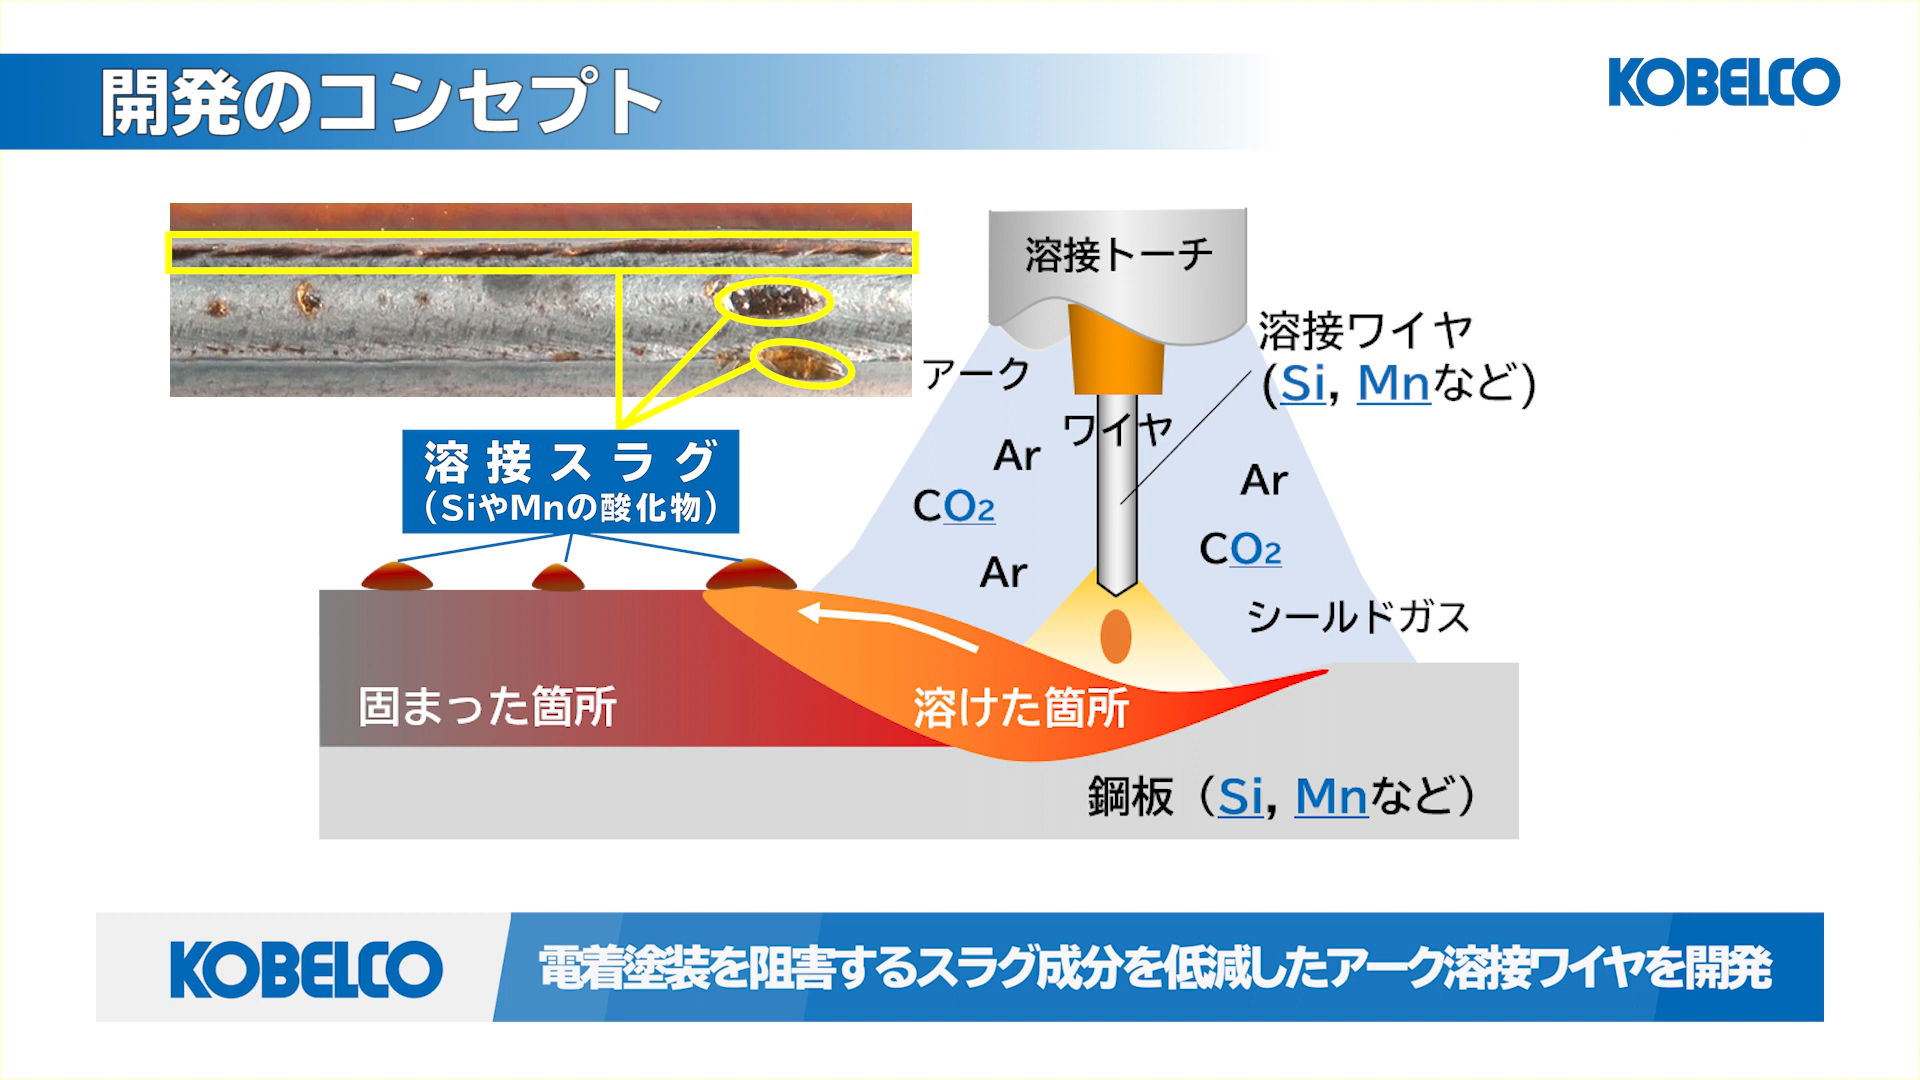 開発のコンセプト
KOBELCO
溶接トーチ
溶接ワイヤ
(Si, Mnなど)
アーク
ワイヤ
Ar
Ar
CO2
CO2
Ar
シールドガス
溶接スラグ
(SiやMnの酸化物)
固まった箇所
溶けた箇所
鋼板（Si, Mnなど）
KOBELCO
電着塗装を阻害するスラグ成分を低減したアーク溶接ワイヤを開発